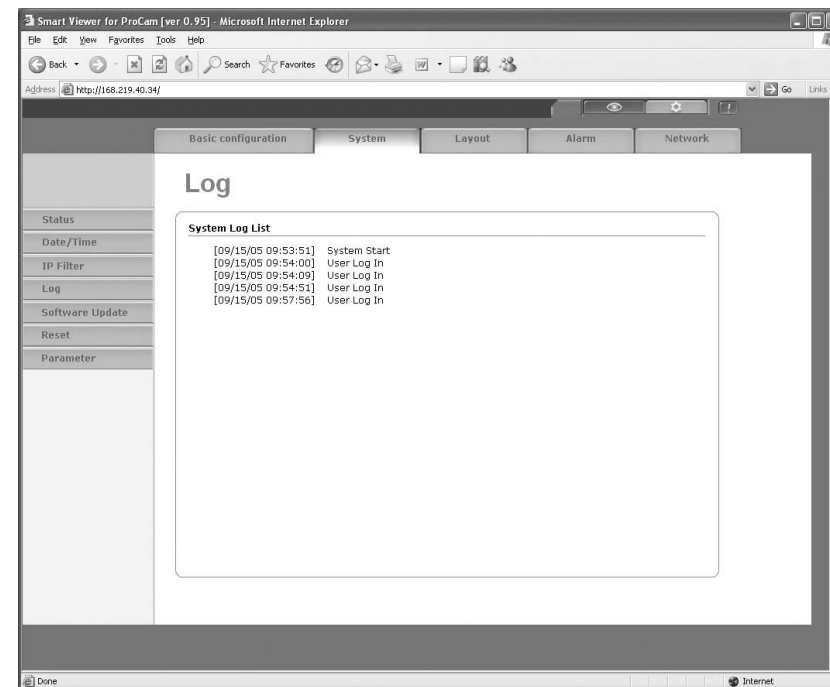 Smart Viewer for ProCam [ver 0.95] - Microsoft Internet Explorer
File Edit View Favorites Tools Help
Back Search Favorites
Address http://168.219.40.34/ Go Links
Basic configuration System Layout Alarm Network
Log
Status
Date/Time
IP Filter
Log
Software Update
Reset
Parameter
System Log List
[09/15/05 09:53:51] System Start
[09/15/05 09:54:00] User Log In
[09/15/05 09:54:09] User Log In
[09/15/05 09:54:51] User Log In
[09/15/05 09:57:56] User Log In
Done Internet